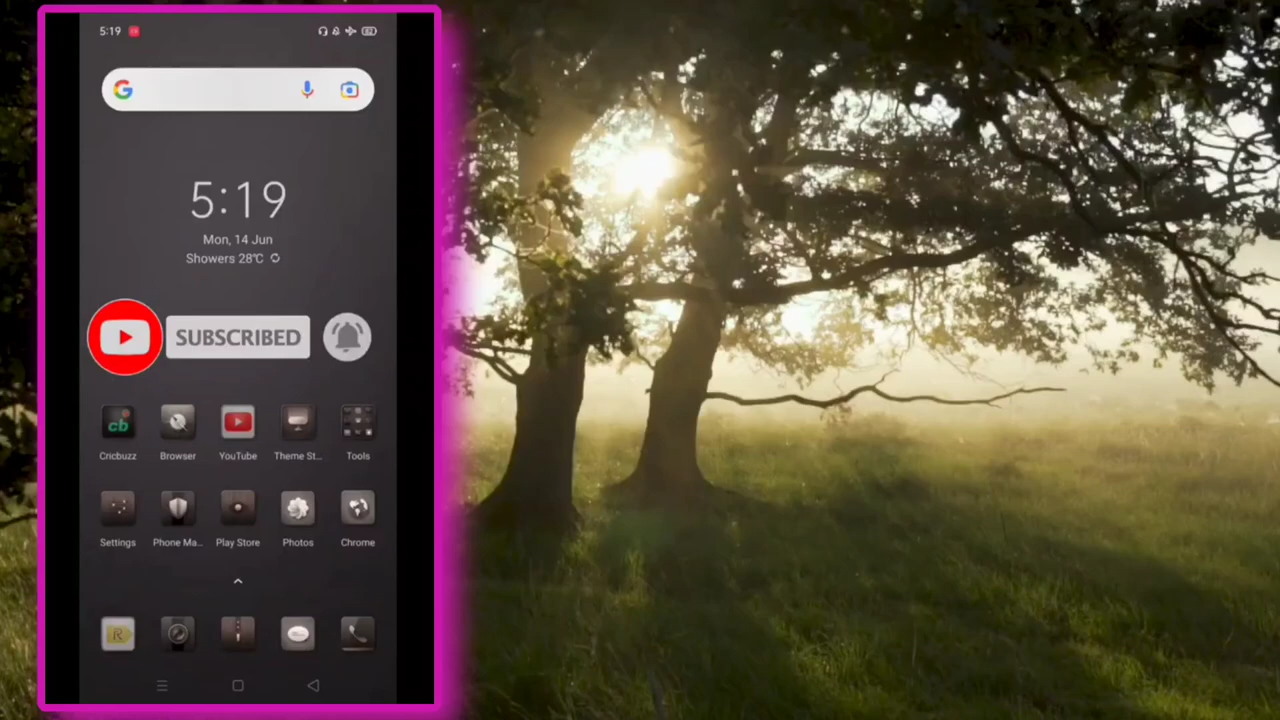 5:19
5:19
Mon, 14 Jun
Showers 28°C
SUBSCRIBED
cb
Cricbuzz
Browser
YouTube
Theme St...
Tools
Settings
Phone Ma...
Play Store
Photos
Chrome